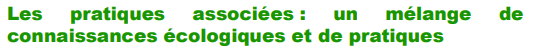 Les pratiques associées : un mélange de
connaissances écologiques et de pratiques